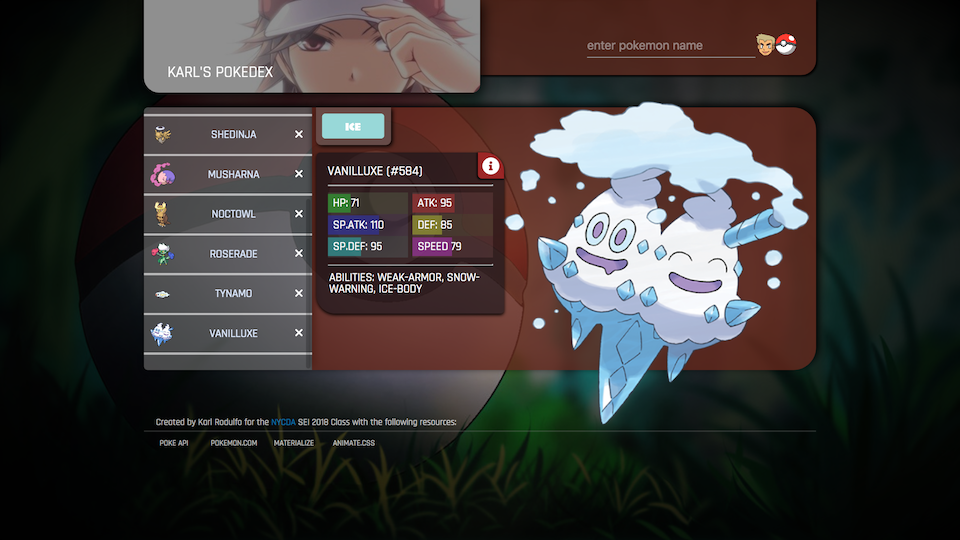 KARL'S POKEDEX
enter pokemon name
SHEDINJA ×
MUSHARNA ×
NOCTOWL ×
ROSERADE ×
TYNAMO ×
VANILLUXE ×
ICE
VANILLUXE (#584)
i
HP: 71 ATK: 95
SP.ATK: 110 DEF: 85
SP.DEF: 95 SPEED 79
ABILITIES: WEAK-ARMOR, SNOW-
WARNING, ICE-BODY
Created by Karl Rodulfo for the NYCDA SEI 2018 Class with the following resources:
POKE API POKEMON.COM MATERIALIZE ANIMATE.CSS